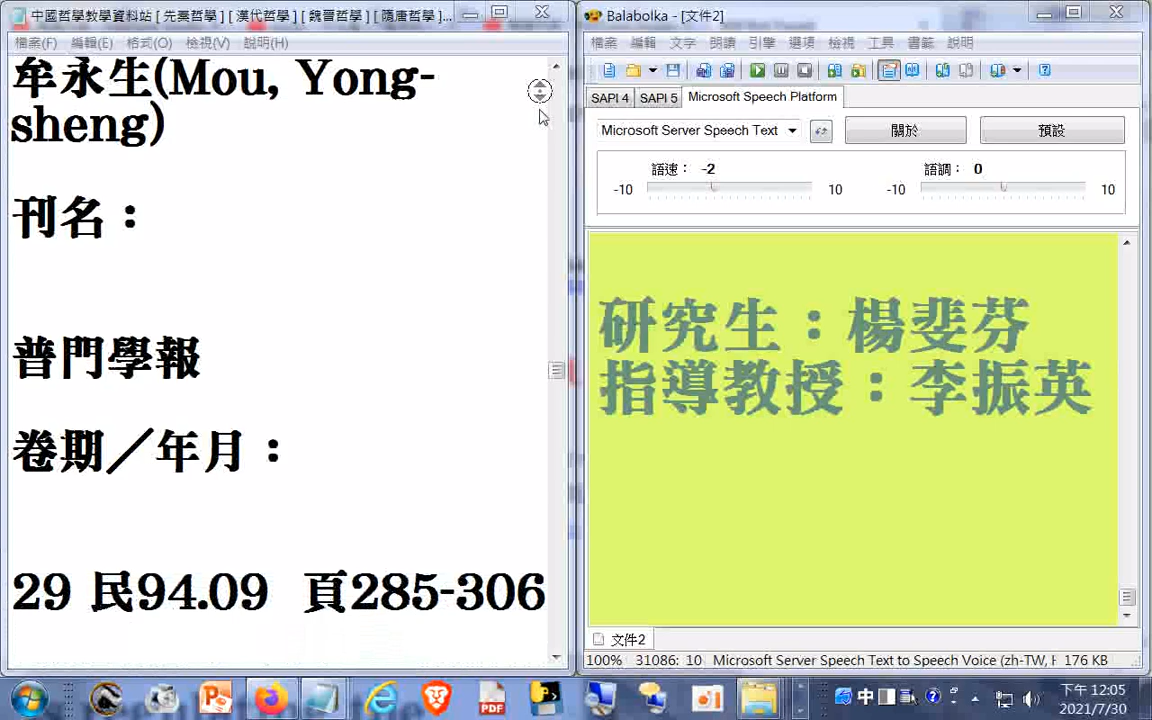 中國哲學教學資料站 [ 先秦哲學 ] [ 漢代哲學 ] [ 魏晉哲學 ] [ 隋唐哲學 ]...
檔案(F) 編輯(E) 格式(O) 檢視(V) 說明(H)
牟永生(Mou, Yong-
sheng)
刊名：
普門學報
卷期／年月：
29 民94.09 頁285-306
Balabolka - [文件2]
檔案 編輯 文字 朗讀 引擎 選項 檢視 工具 書籤 說明
SAPI 4 SAPI 5 Microsoft Speech Platform
Microsoft Server Speech Text 關於 預設
語速： -2 語調： 0
-10 10 -10 10
研究生：楊斐芬
指導教授：李振英
文件2
100% 31086: 10 Microsoft Server Speech Text to Speech Voice (zh-TW, H 176 KB
中
下午 12:05
2021/7/30